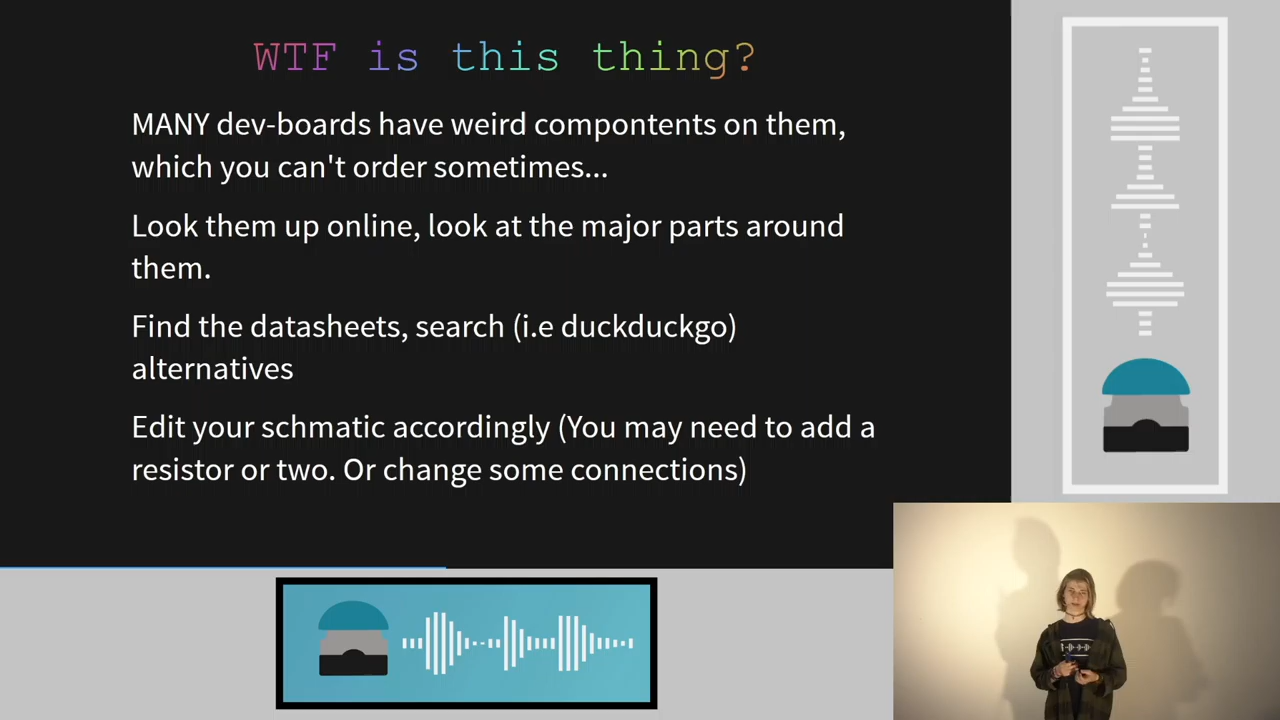 WTF is this thing?
MANY dev-boards have weird compontents on them,
which you can't order sometimes...
Look them up online, look at the major parts around
them.
Find the datasheets, search (i.e duckduckgo)
alternatives
Edit your schmatic accordingly (You may need to add a
resistor or two. Or change some connections)